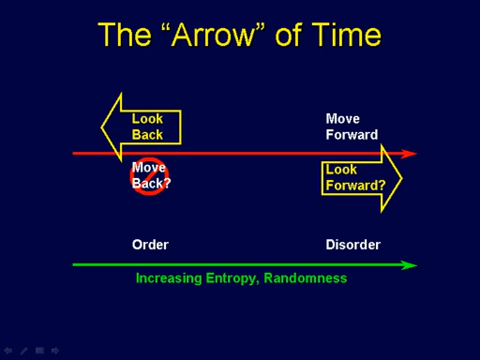 The “Arrow” of Time
Look
Back
Move
Forward
Move
Back?
Look
Forward?
Order
Disorder
Increasing Entropy, Randomness